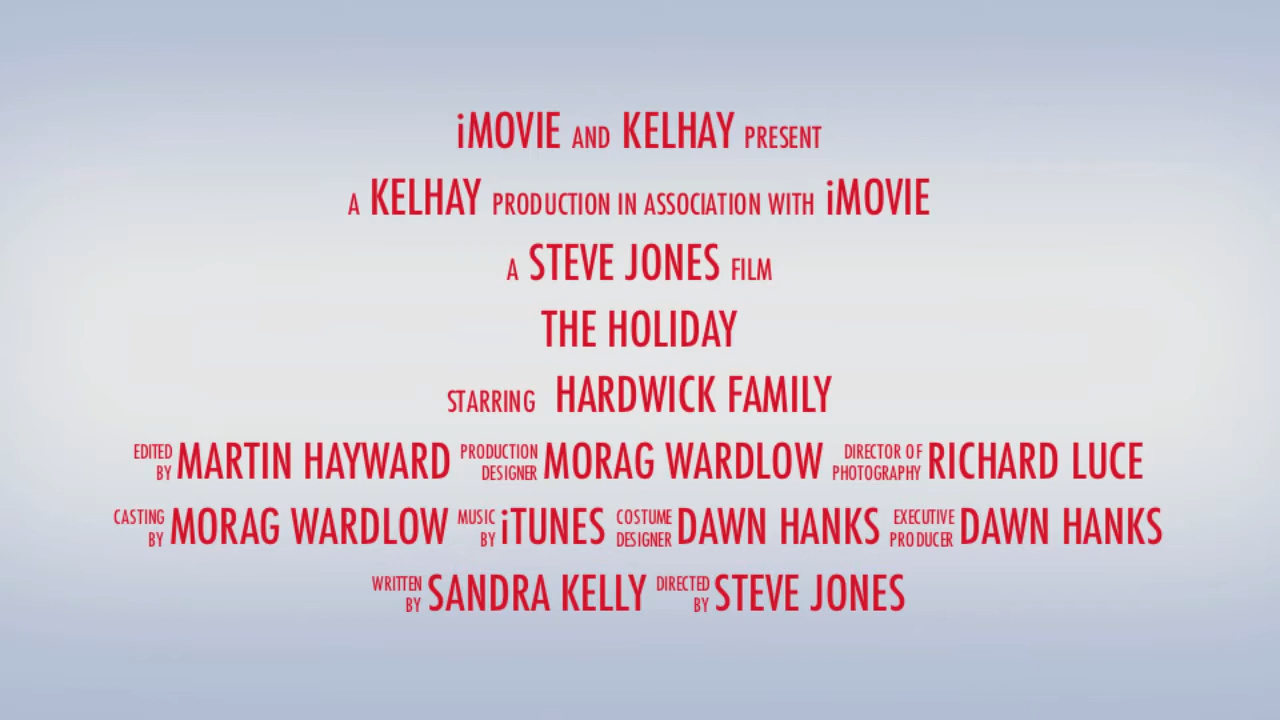 iMOVIE AND KELHAY PRESENT
A KELHAY PRODUCTION IN ASSOCIATION WITH iMOVIE
A STEVE JONES FILM
THE HOLIDAY
STARRING HARDWICK FAMILY
EDITED BY MARTIN HAYWARD PRODUCTION DESIGNER MORAG WARDLOW DIRECTOR OF PHOTOGRAPHY RICHARD LUCE
CASTING BY MORAG WARDLOW MUSIC BY iTUNES COSTUME DESIGNER DAWN HANKS EXECUTIVE PRODUCER DAWN HANKS
WRITTEN BY SANDRA KELLY DIRECTED BY STEVE JONES